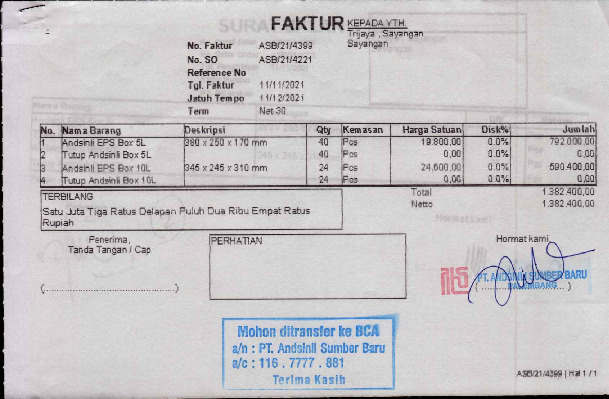 FAKTUR
KEPADA YTH.
Trijaya , Sayangan
Sayangan
No. Faktur ASB/21/4399
No. SO ASB/21/4221
Reference No
Tgl. Faktur 11/11/2021
Jatuh Tempo 11/12/2021
Term Net 30
No. Nama Barang Deskripsi Qty Kemasan Harga Satuan Disk% Jumlah
1 Andsinli EPS Box 5L 380 x 250 x 170 mm 40 Pcs 19.800,00 0.0% 792.000,00
2 Tutup Andsinli Box 5L 40 Pcs 0,00 0.0% 0,00
3 Andsinli EPS Box 10L 345 x 245 x 310 mm 24 Pcs 24.600,00 0.0% 590.400,00
4 Tutup Andsinli Box 10L 24 Pcs 0,00 0.0% 0,00
Total 1.382.400,00
Netto 1.382.400,00
TERBILANG
Satu Juta Tiga Ratus Delapan Puluh Dua Ribu Empat Ratus
Rupiah
Penerima,
Tanda Tangan / Cap
(..............................)
PERHATIAN
Hormat kami
PT. ANDSINLI SUMBER BARU
PALEMBANG
Mohon ditransfer ke BCA
a/n : PT. Andsinli Sumber Baru
a/c : 116 . 7777 . 881
Terima Kasih
ASB/21/4399 | Hal 1 / 1